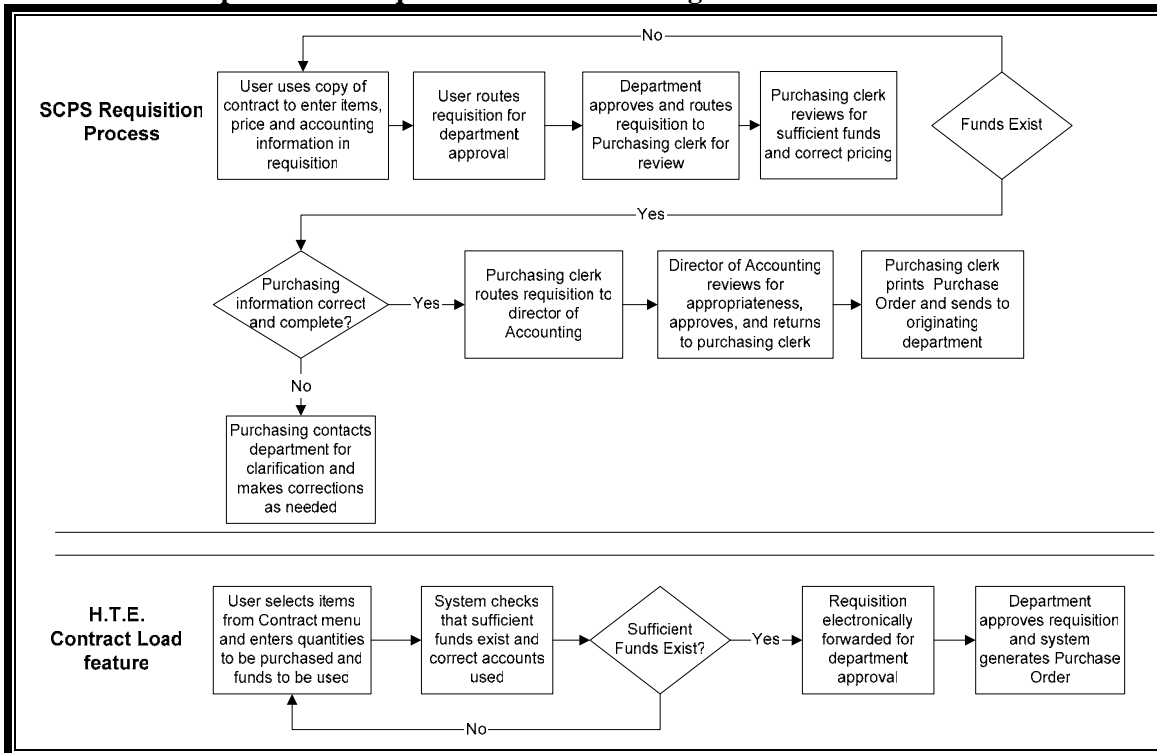 No
SCPS Requisition
Process
User uses copy of
contract to enter items,
price and accounting
information in
requisition
User routes
requisition for
department
approval
Department
approves and routes
requisition to
Purchasing clerk for
review
Purchasing clerk
reviews for
sufficient funds
and correct pricing
Funds Exist
Yes
Purchasing
information correct
and complete?
Yes
Purchasing clerk
routes requisition to
director of
Accounting
Director of Accounting
reviews for
appropriateness,
approves, and returns
to purchasing clerk
Purchasing clerk
prints Purchase
Order and sends to
originating
department
No
Purchasing contacts
department for
clarification and
makes corrections
as needed
H.T.E.
Contract Load
feature
User selects items
from Contract menu
and enters quantities
to be purchased and
funds to be used
System checks
that sufficient
funds exist and
correct accounts
used
Sufficient
Funds Exist?
Yes
Requisition
electronically
forwarded for
department
approval
Department
approves requisition
and system
generates Purchase
Order
No